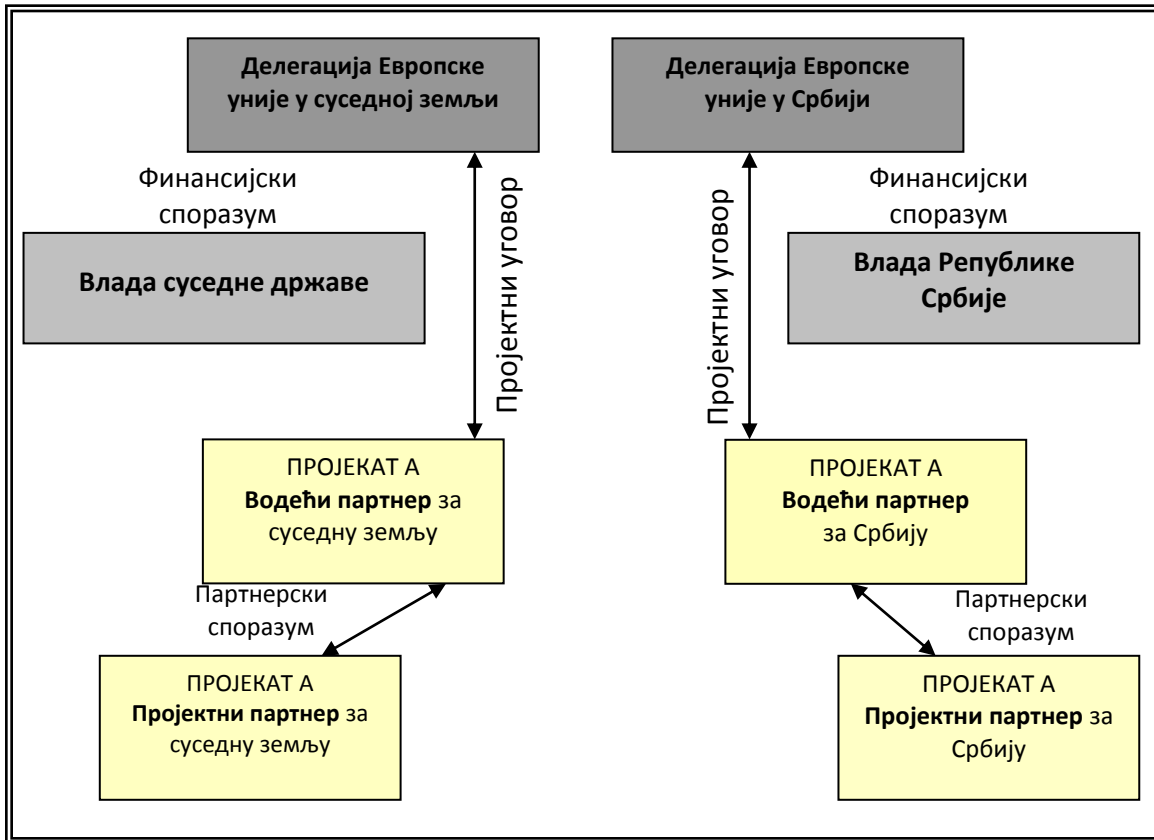 Делегација Европске
уније у суседној земљи
Делегација Европске
уније у Србији
Финансијски
споразум
Пројектни уговор
Пројектни уговор
Финансијски
споразум
Влада суседне државе
Влада Републике
Србије
ПРОЈЕКАТ А
Водећи партнер за
суседну земљу
ПРОЈЕКАТ А
Водећи партнер
за Србију
Партнерски
споразум
Партнерски
споразум
ПРОЈЕКАТ А
Пројектни партнер за
суседну земљу
ПРОЈЕКАТ А
Пројектни партнер за
Србију